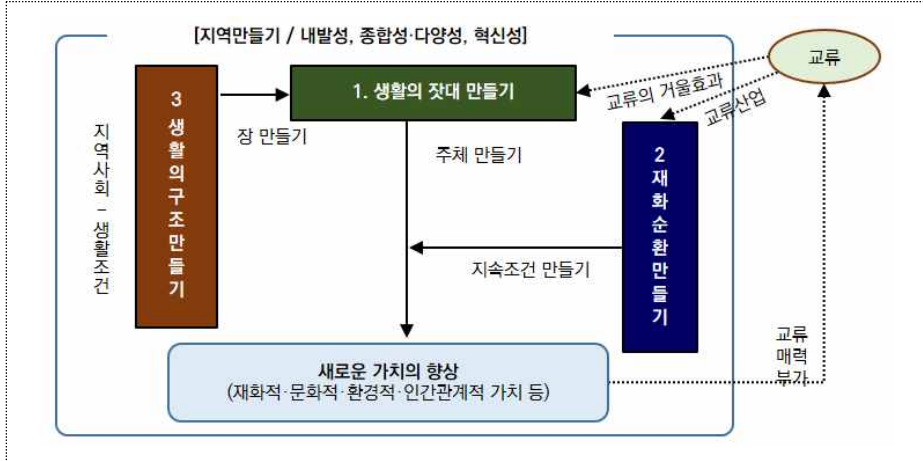 [지역만들기 / 내발성, 종합성·다양성, 혁신성]
교류
1. 생활의 잣대 만들기
교류의 거울효과
교류산업
3 생활의구조만들기
장 만들기
주체 만들기
2 재화순환만들기
지역사회 - 생활조건
지속조건 만들기
새로운 가치의 향상
(재화적·문화적·환경적·인간관계적 가치 등)
교류
매력
부가